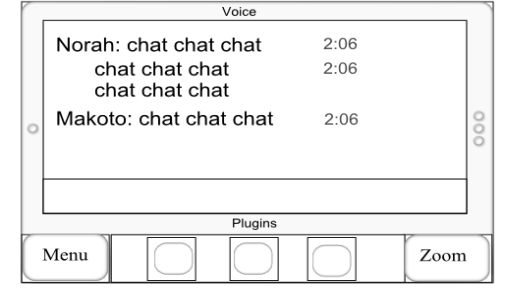 Voice
Norah: chat chat chat 2:06
chat chat chat 2:06
chat chat chat
Makoto: chat chat chat 2:06
Plugins
Menu Zoom